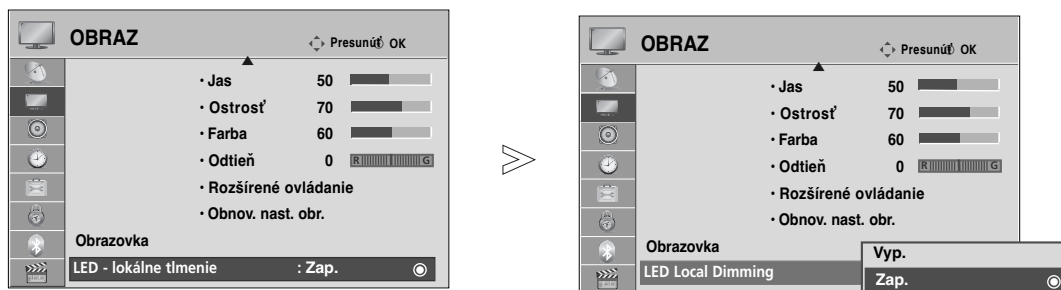 OBRAZ
Presunúť OK
• Jas 50
• Ostrosť 70
• Farba 60
• Odtieň 0 R G
• Rozšírené ovládanie
• Obnov. nast. obr.
Obrazovka
LED - lokálne tlmenie : Zap.
OBRAZ
Presunúť OK
• Jas 50
• Ostrosť 70
• Farba 60
• Odtieň 0 R G
• Rozšírené ovládanie
• Obnov. nast. obr.
Obrazovka
LED Local Dimming
Vyp.
Zap.